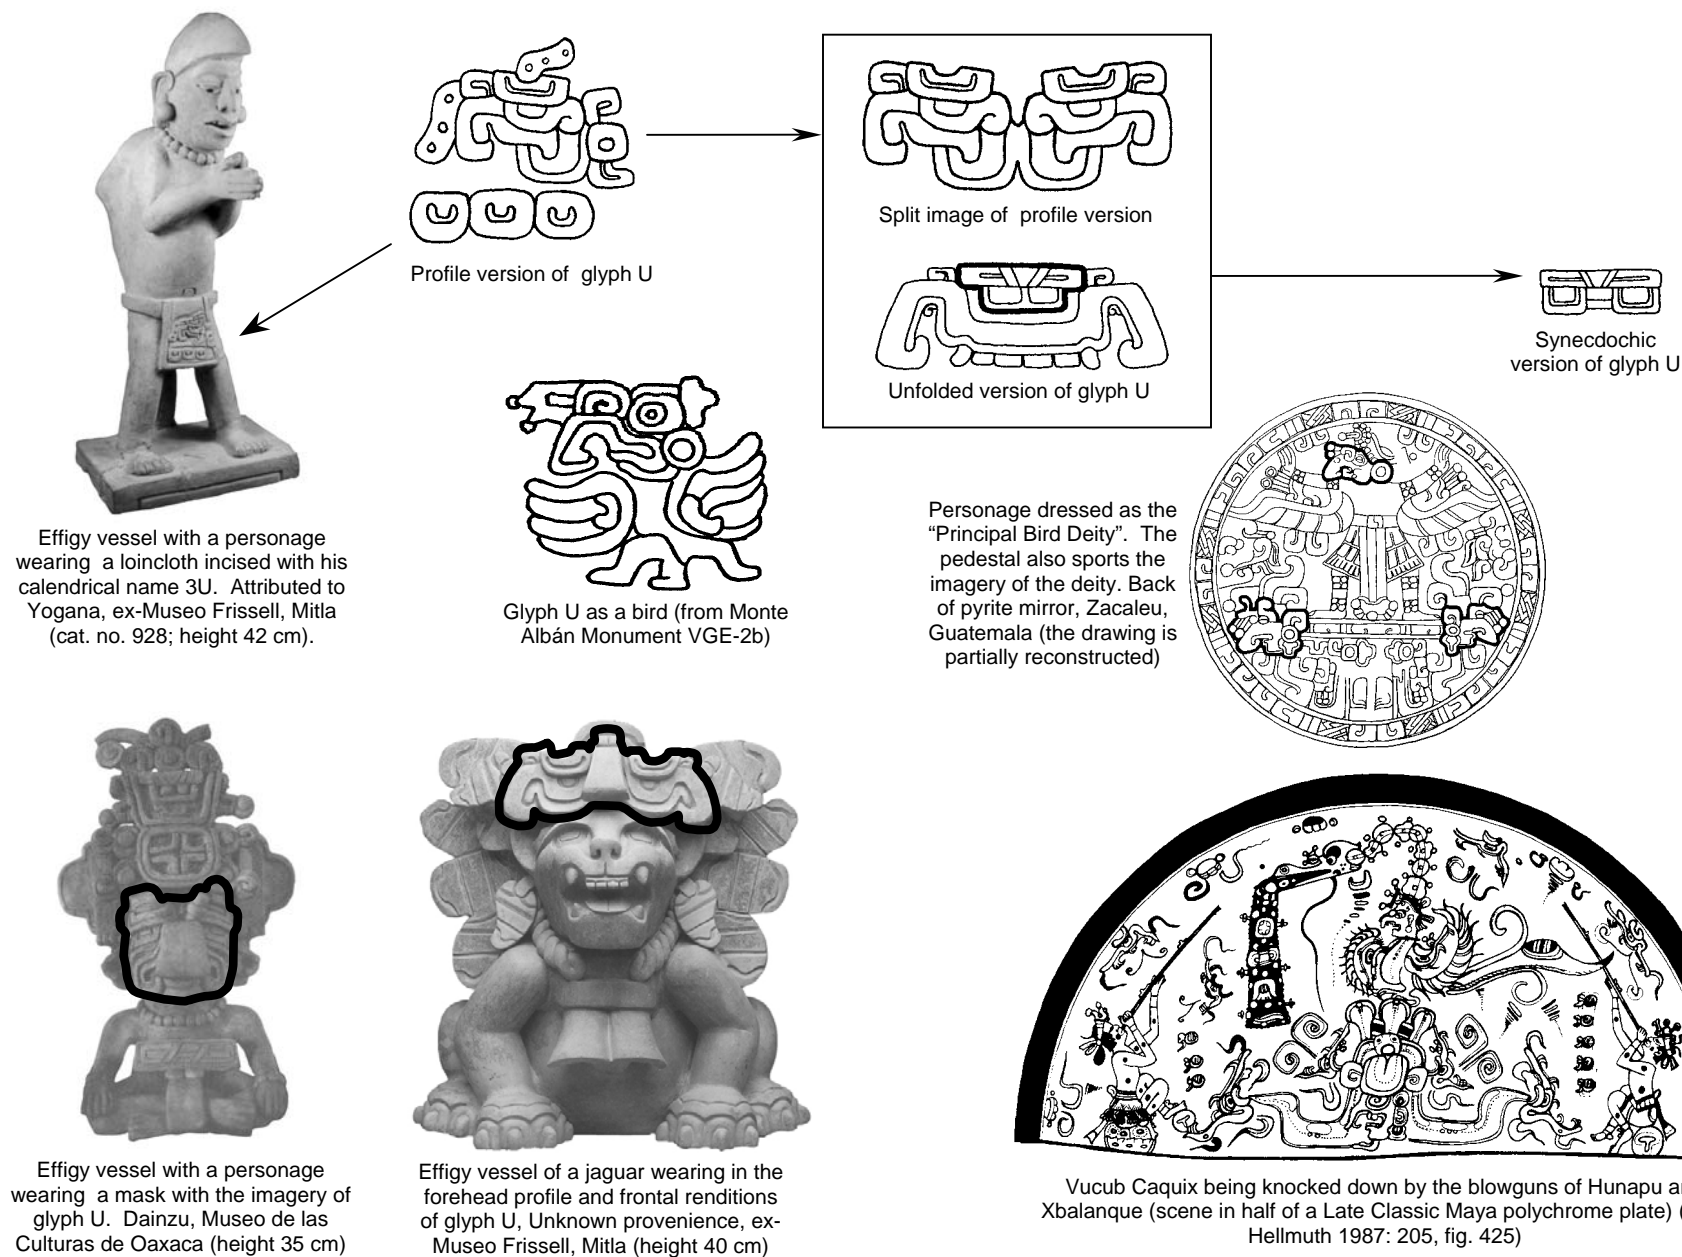 Profile version of glyph U
Split image of profile version
Unfolded version of glyph U
Synecdochic
version of glyph U
Effigy vessel with a personage
wearing a loincloth incised with his
calendrical name 3U. Attributed to
Yogana, ex-Museo Frissell, Mitla
(cat. no. 928; height 42 cm).
Glyph U as a bird (from Monte
Albán Monument VGE-2b)
Personage dressed as the
“Principal Bird Deity”. The
pedestal also sports the
imagery of the deity. Back
of pyrite mirror, Zacaleu,
Guatemala (the drawing is
partially reconstructed)
Effigy vessel with a personage
wearing a mask with the imagery of
glyph U. Dainzu, Museo de las
Culturas de Oaxaca (height 35 cm)
Effigy vessel of a jaguar wearing in the
forehead profile and frontal renditions
of glyph U, Unknown provenience, ex-
Museo Frissell, Mitla (height 40 cm)
Vucub Caquix being knocked down by the blowguns of Hunapu
Xbalanque (scene in half of a Late Classic Maya polychrome plate) (
Hellmuth 1987: 205, fig. 425)